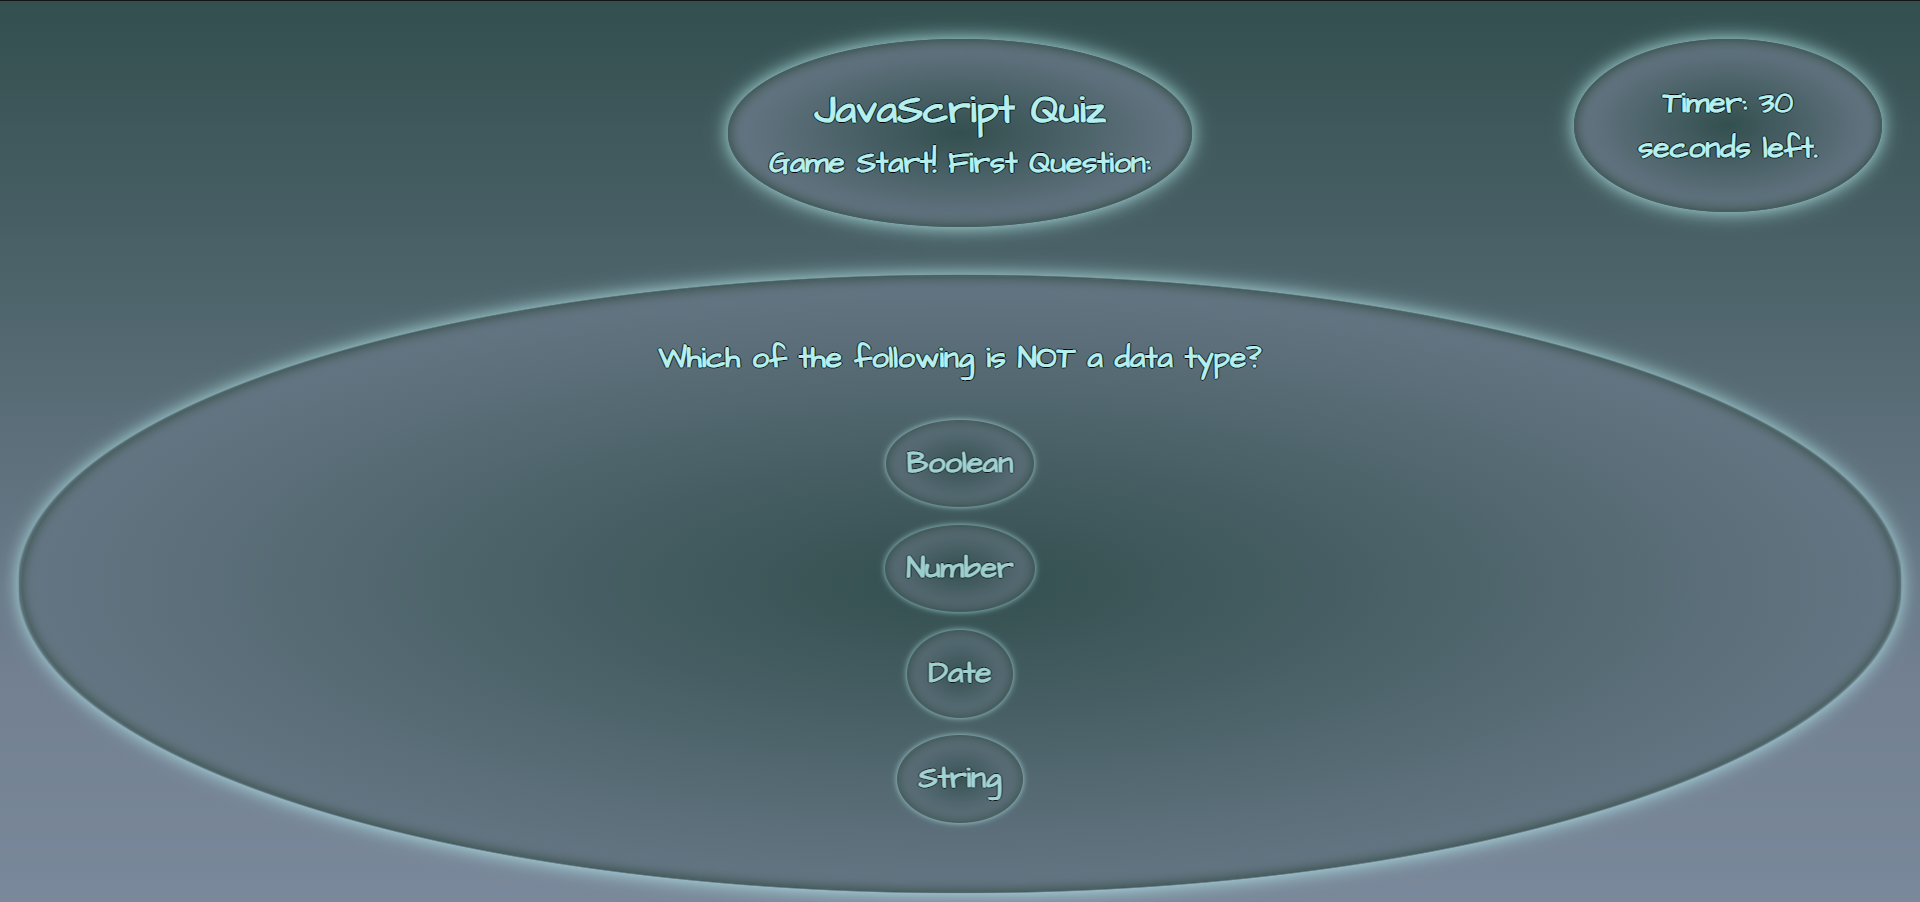 JavaScript Quiz
Game Start! First Question:
Timer: 30
seconds left.
Which of the following is NOT a data type?
Boolean
Number
Date
String